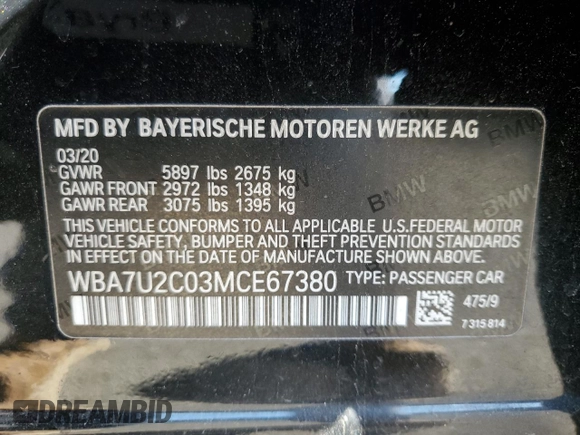 MFD BY BAYERISCHE MOTOREN WERKE AG
03/20
GVWR 5897 lbs 2675 kg
GAWR FRONT 2972 lbs 1348 kg
GAWR REAR 3075 lbs 1395 kg
THIS VEHICLE CONFORMS TO ALL APPLICABLE U.S.FEDERAL MOTOR
VEHICLE SAFETY, BUMPER AND THEFT PREVENTION STANDARDS
IN EFFECT ON THE DATE OF MANUFACTURE SHOWN ABOVE.
WBA7U2C03MCE67380 TYPE: PASSENGER CAR
475/9
7315814
BMW
BMW
DREAMBID